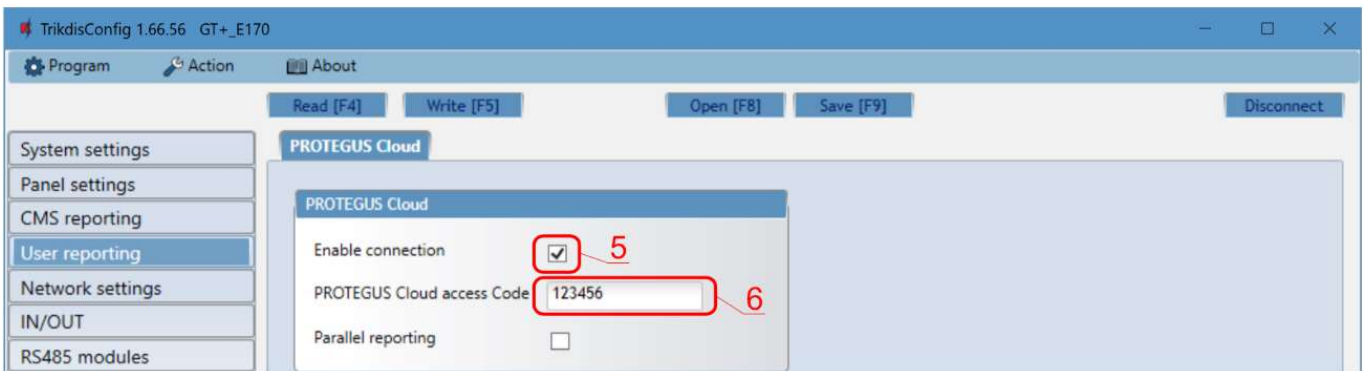 TrikdisConfig 1.66.56 GT+_E170
Program Action About
Read [F4] Write [F5] Open [F8] Save [F9] Disconnect
System settings
Panel settings
CMS reporting
User reporting
Network settings
IN/OUT
RS485 modules
PROTEGUS Cloud
PROTEGUS Cloud
Enable connection 5
PROTEGUS Cloud access Code 123456 6
Parallel reporting